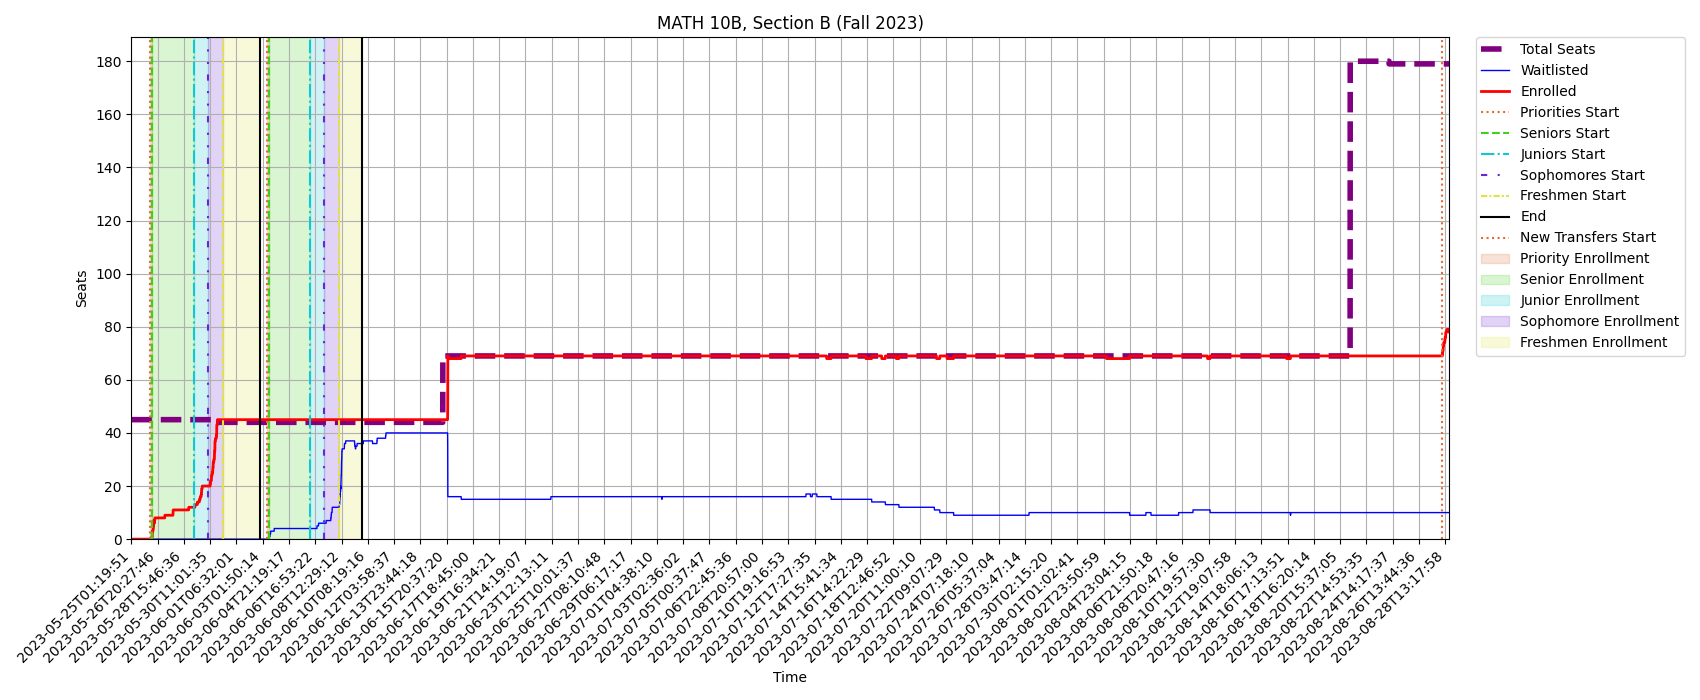 MATH 10B, Section B (Fall 2023)
Seats
180
160
140
120
100
80
60
40
20
0
2023-05-25T01:19:51
2023-05-26T20:27:46
2023-05-28T15:46:36
2023-05-30T11:01:35
2023-06-01T06:32:01
2023-06-03T01:50:14
2023-06-04T21:19:17
2023-06-06T16:53:22
2023-06-08T12:29:12
2023-06-10T08:19:16
2023-06-12T03:58:37
2023-06-13T23:44:18
2023-06-15T20:37:20
2023-06-17T18:45:00
2023-06-19T16:34:21
2023-06-21T14:19:07
2023-06-23T12:13:11
2023-06-25T10:01:37
2023-06-27T08:10:48
2023-06-29T06:17:17
2023-07-01T04:38:10
2023-07-03T02:36:02
2023-07-05T00:37:47
2023-07-06T22:45:36
2023-07-08T20:57:00
2023-07-10T19:16:53
2023-07-12T17:27:35
2023-07-14T15:41:34
2023-07-16T14:22:29
2023-07-18T12:46:52
2023-07-20T11:00:10
2023-07-22T09:07:29
2023-07-24T07:18:10
2023-07-26T05:37:04
2023-07-28T03:47:14
2023-07-30T02:15:20
2023-08-01T01:02:41
2023-08-02T23:50:59
2023-08-04T23:04:15
2023-08-06T21:50:18
2023-08-08T20:47:16
2023-08-10T19:57:30
2023-08-12T19:07:58
2023-08-14T18:06:13
2023-08-16T17:13:51
2023-08-18T16:20:14
2023-08-20T15:37:05
2023-08-22T14:53:35
2023-08-24T14:17:37
2023-08-26T13:44:36
2023-08-28T13:17:58
Time
Total Seats
Waitlisted
Enrolled
Priorities Start
Seniors Start
Juniors Start
Sophomores Start
Freshmen Start
End
New Transfers Start
Priority Enrollment
Senior Enrollment
Junior Enrollment
Sophomore Enrollment
Freshmen Enrollment